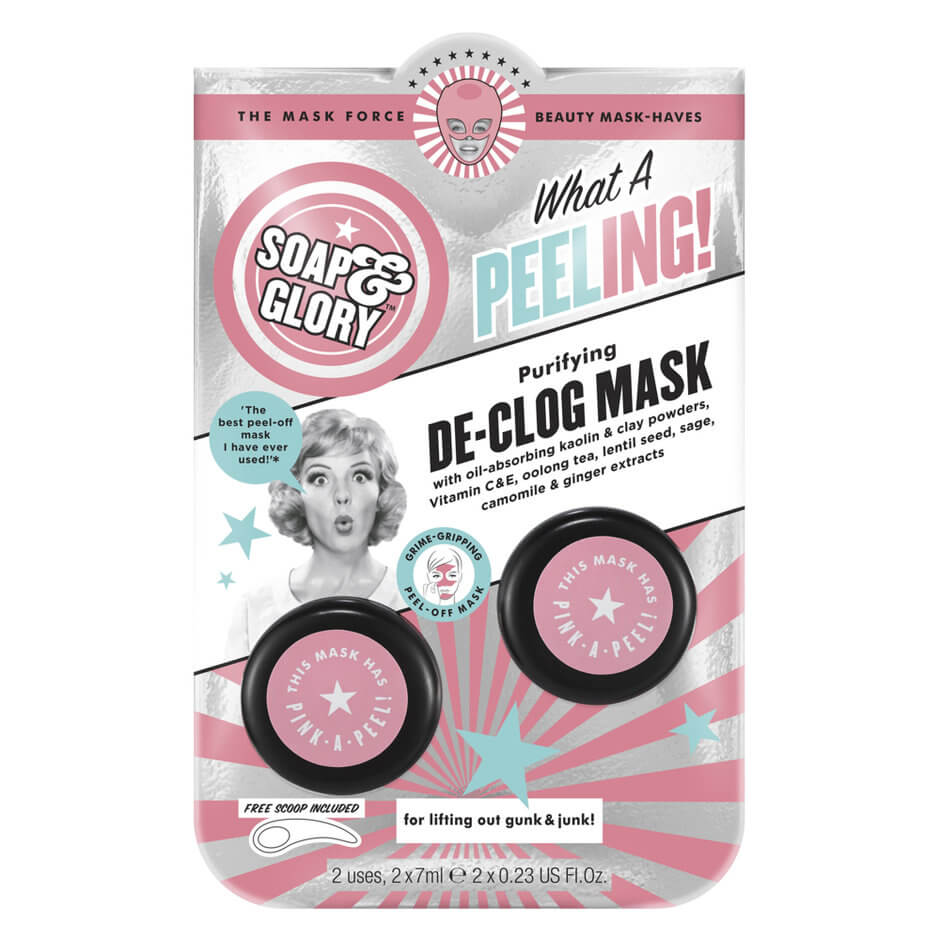 THE MASK FORCE
BEAUTY MASK-HAVES
SOAP &
GLORY™
What A
PEELING!
Purifying
DE-CLOG MASK
with oil-absorbing kaolin & clay powders,
Vitamin C&E, oolong tea, lentil seed, sage,
camomile & ginger extracts
'The
best peel-off
mask
I have ever
used!'*
GRIME-GRIPPING
PEEL-OFF MASK
THIS MASK HAS
PINK•A•PEEL!
THIS MASK HAS
PINK•A•PEEL!
FREE SCOOP INCLUDED
for lifting out gunk & junk!
2 uses, 2 x 7ml ℮ 2 x 0.23 US Fl.Oz.